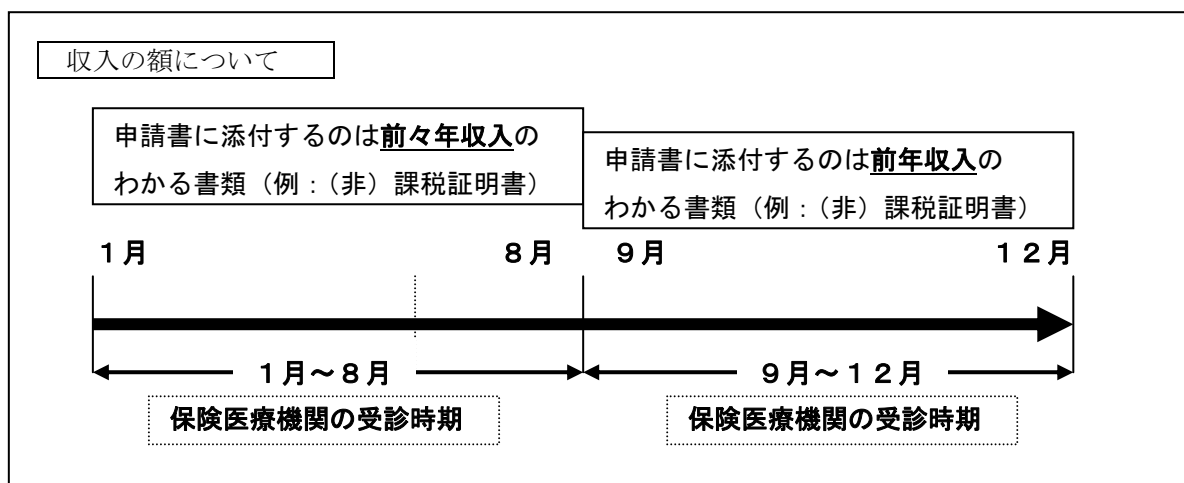 収入の額について
申請書に添付するのは前々年収入の
わかる書類（例：（非）課税証明書）
申請書に添付するのは前年収入の
わかる書類（例：（非）課税証明書）
１月
８月
９月
１２月
１月～８月
９月～１２月
保険医療機関の受診時期
保険医療機関の受診時期